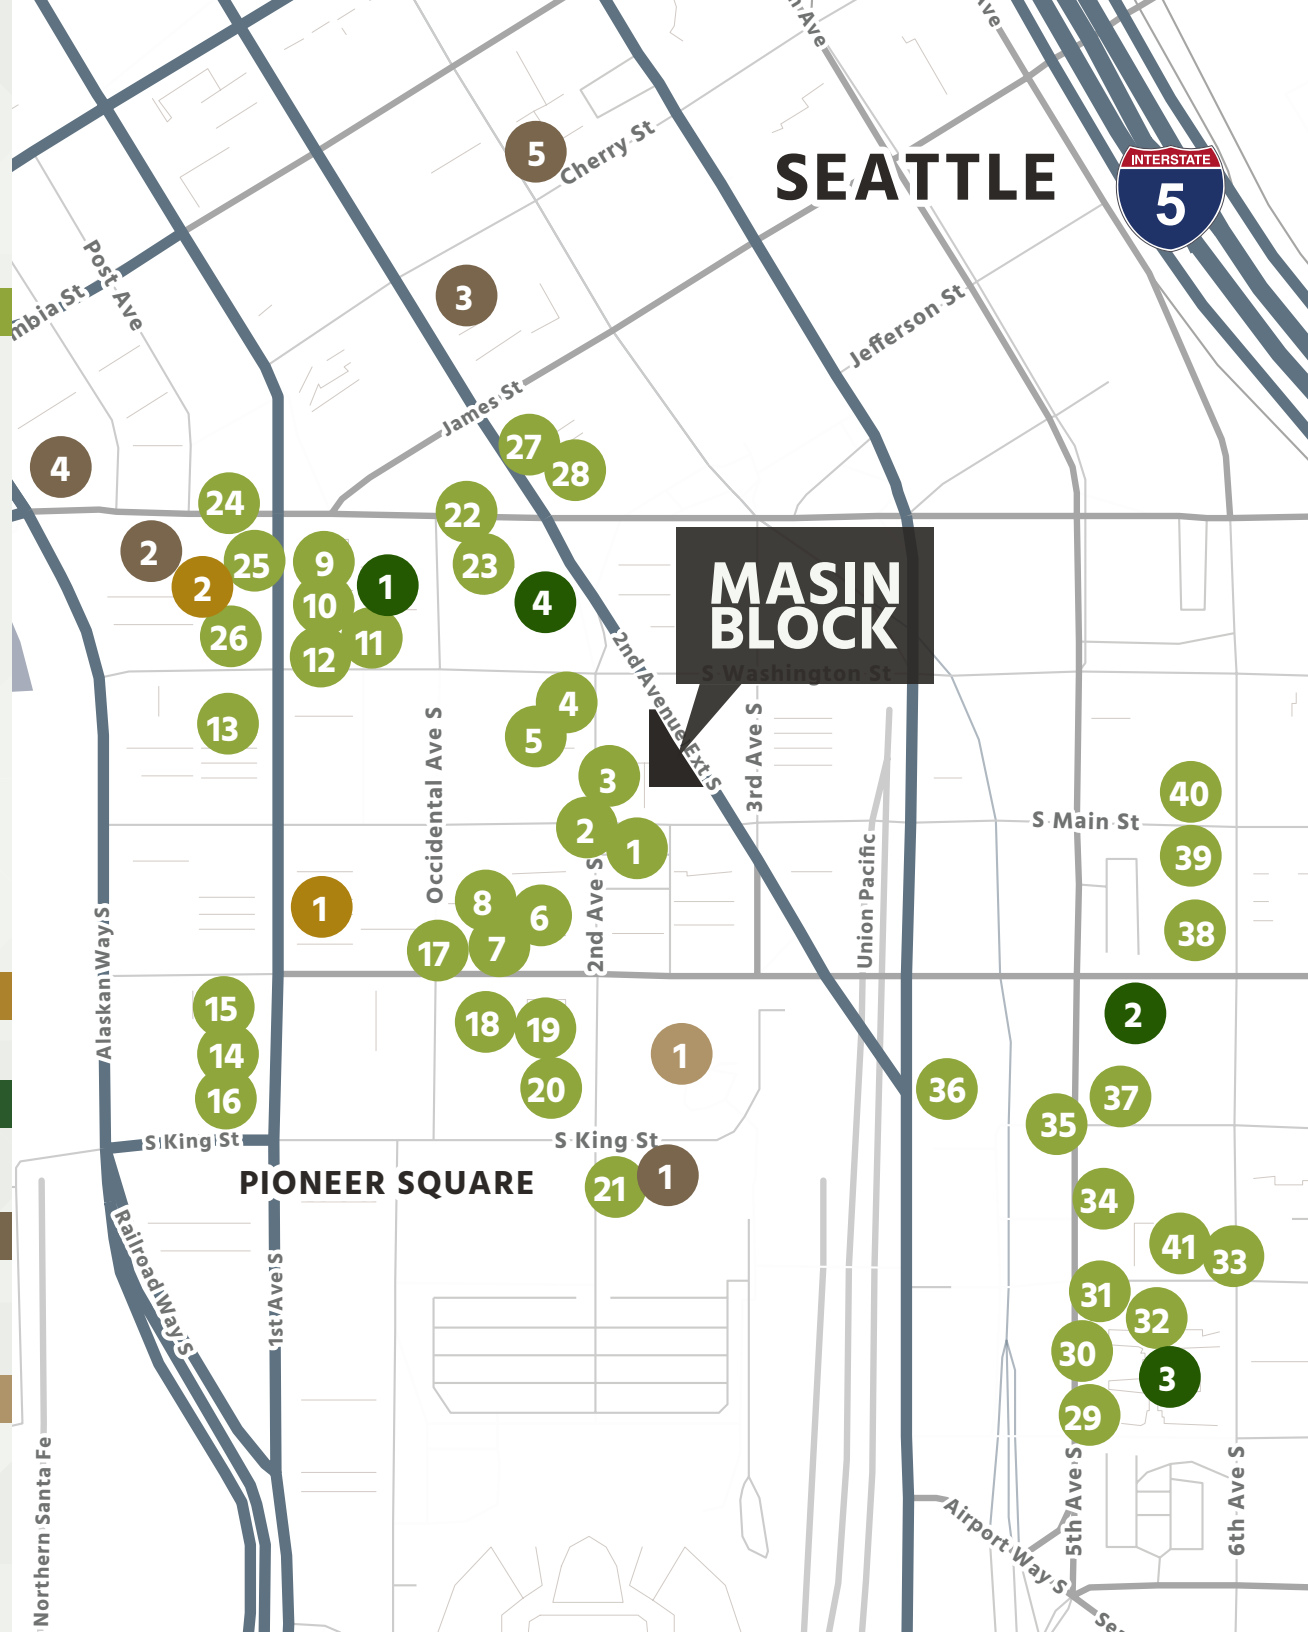 n Ave
Ave
5
Cherry St
SEATTLE
INTERSTATE
5
Post Ave
mbia St
3
Jefferson St
James St
27
28
4
24
22
2
25
9
23
2
1
10
4
26
11
12
MASIN
BLOCK
S Washington St
2nd Avenue Ext S
4
13
5
Occidental Ave S
3rd Ave S
3
40
2
1
S Main St
39
Union Pacific
8
6
1
38
17
7
2nd Ave S
Alaskan Way S
15
18
19
2
14
1
16
20
36
37
35
S King St
S King St
PIONEER SQUARE
21
1
34
41
33
Railroad Way S
1st Ave S
31
32
30
3
29
Northern Santa Fe
5th Ave S
6th Ave S
Airport Way S
Sea